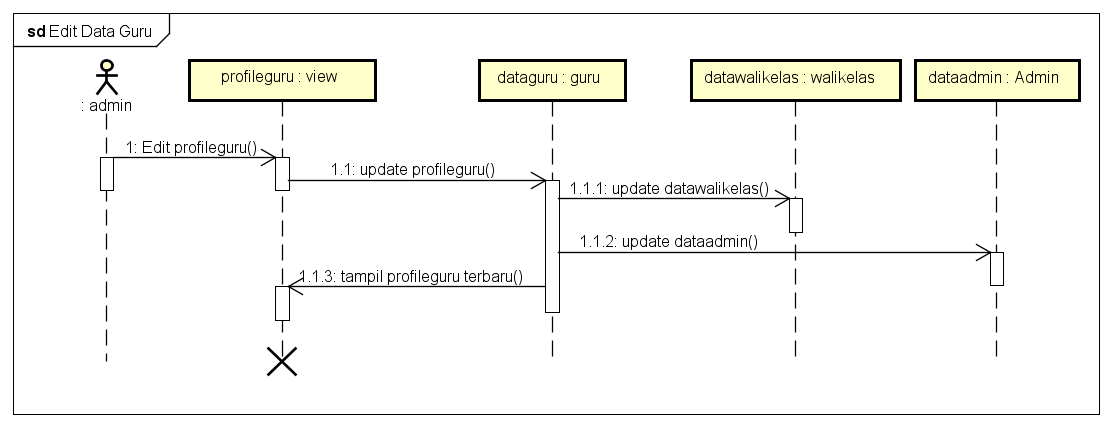 sd Edit Data Guru
: admin
profileguru : view
dataguru : guru
datawalikelas : walikelas
dataadmin : Admin
1: Edit profileguru()
1.1: update profileguru()
1.1.1: update datawalikelas()
1.1.2: update dataadmin()
1.1.3: tampil profileguru terbaru()